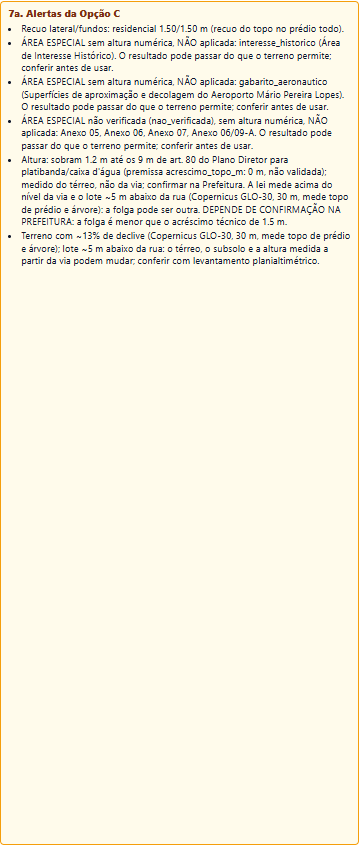 7a. Alertas da Opção C
• Recuo lateral/fundos: residencial 1.50/1.50 m (recuo do topo no prédio todo).
• ÁREA ESPECIAL sem altura numérica, NÃO aplicada: interesse_historico (Área
de Interesse Histórico). O resultado pode passar do que o terreno permite;
conferir antes de usar.
• ÁREA ESPECIAL sem altura numérica, NÃO aplicada: gabarito_aeronautico
(Superfícies de aproximação e decolagem do Aeroporto Mário Pereira Lopes).
O resultado pode passar do que o terreno permite; conferir antes de usar.
• ÁREA ESPECIAL não verificada (nao_verificada), sem altura numérica, NÃO
aplicada: Anexo 05, Anexo 06, Anexo 07, Anexo 06/09-A. O resultado pode
passar do que o terreno permite; conferir antes de usar.
• Altura: sobram 1.2 m até os 9 m de art. 80 do Plano Diretor para
platibanda/caixa d'água (premissa acrescimo_topo_m: 0 m, não validada);
medido do térreo, não da via; confirmar na Prefeitura. A lei mede acima do
nível da via e o lote ~5 m abaixo da rua (Copernicus GLO-30, 30 m, mede topo
de prédio e árvore): a folga pode ser outra. DEPENDE DE CONFIRMAÇÃO NA
PREFEITURA: a folga é menor que o acréscimo técnico de 1.5 m.
• Terreno com ~13% de declive (Copernicus GLO-30, 30 m, mede topo de prédio
e árvore); lote ~5 m abaixo da rua: o térreo, o subsolo e a altura medida a
partir da via podem mudar; conferir com levantamento planialtimétrico.